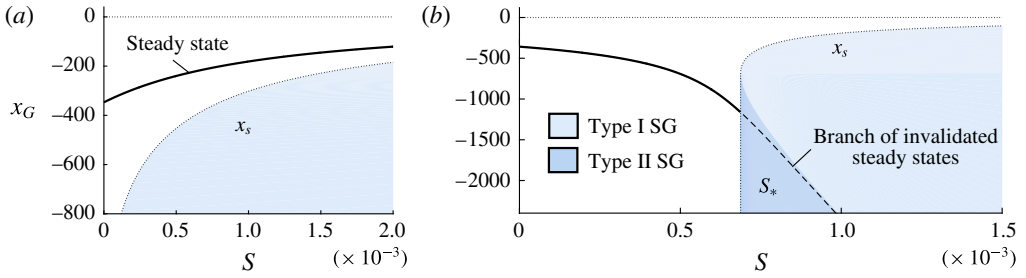 (a)
0
−200
−400
−600
−800
x_G
Steady state
x_s
0
0.5
1.0
1.5
2.0
S
(× 10⁻³)
(b)
0
−500
−1000
−1500
−2000
x_s
Type I SG
Type II SG
Branch of invalidated
steady states
S_*
0
0.5
1.0
1.5
S
(× 10⁻³)